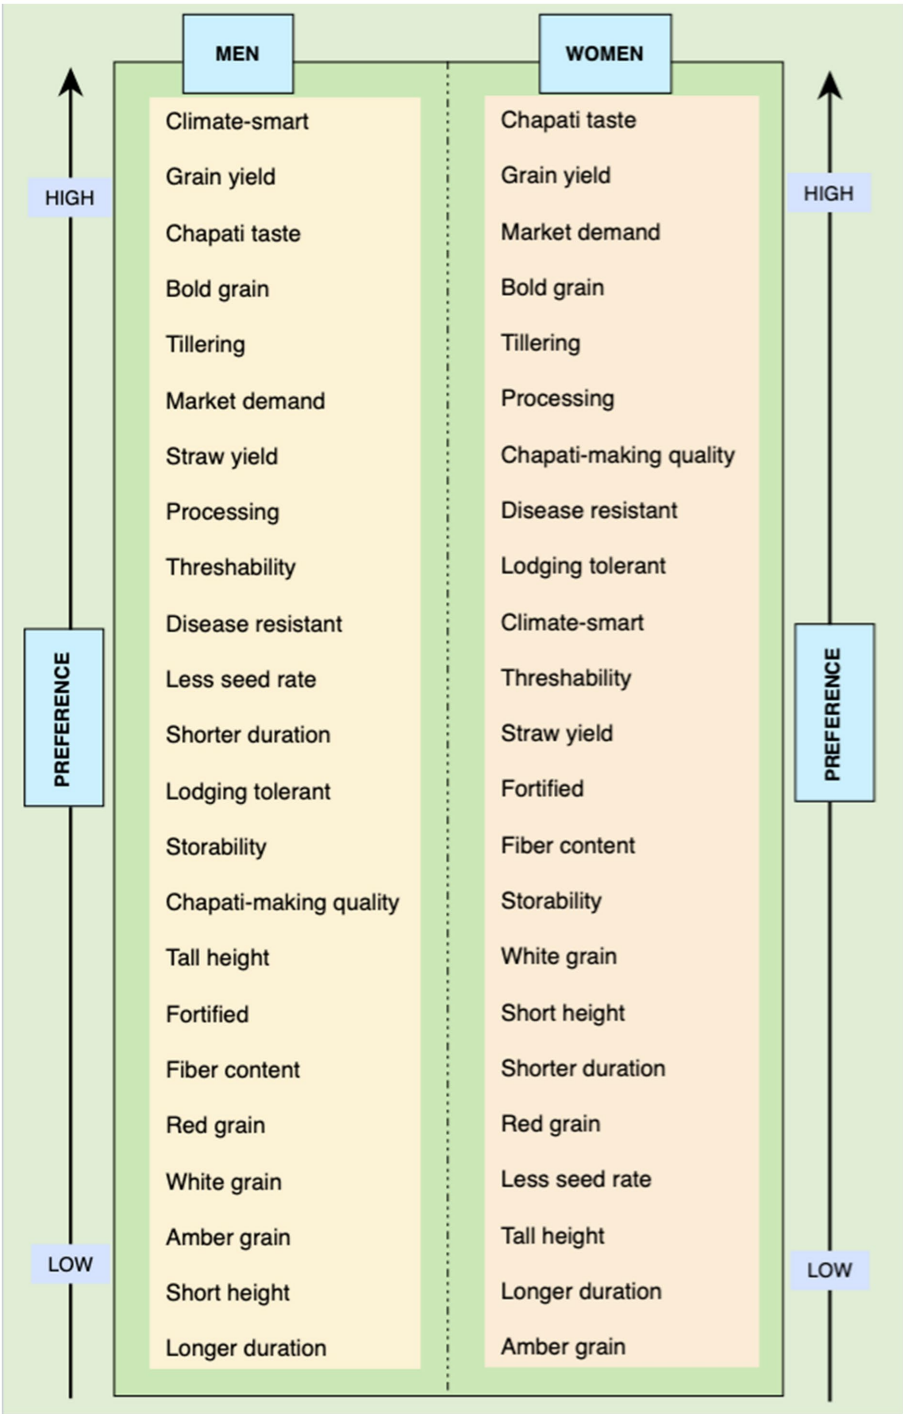 MEN
WOMEN
HIGH
PREFERENCE
LOW
Climate-smart
Grain yield
Chapati taste
Bold grain
Tillering
Market demand
Straw yield
Processing
Threshability
Disease resistant
Less seed rate
Shorter duration
Lodging tolerant
Storability
Chapati-making quality
Tall height
Fortified
Fiber content
Red grain
White grain
Amber grain
Short height
Longer duration
Chapati taste
Grain yield
Market demand
Bold grain
Tillering
Processing
Chapati-making quality
Disease resistant
Lodging tolerant
Climate-smart
Threshability
Straw yield
Fortified
Fiber content
Storability
White grain
Short height
Shorter duration
Red grain
Less seed rate
Tall height
Longer duration
Amber grain
HIGH
PREFERENCE
LOW